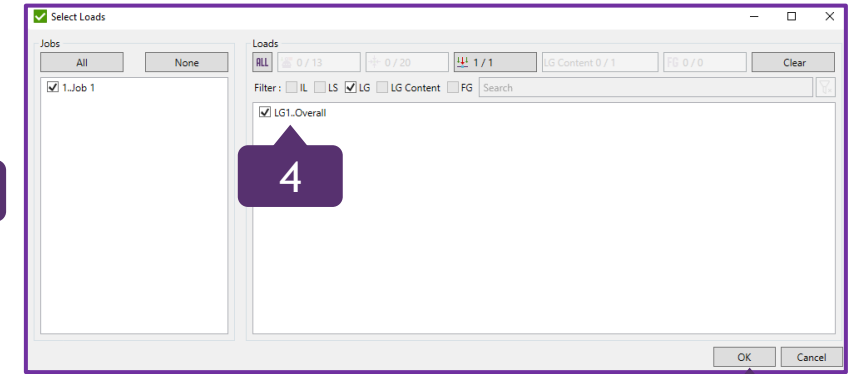 Select Loads
Jobs
All None
1..Job 1
Loads
ALL 0 / 13 0 / 20 1 / 1 LG Content 0 / 1 FG 0 / 0 Clear
Filter : IL LS LG LG Content FG Search
LG1..Overall
4
OK Cancel